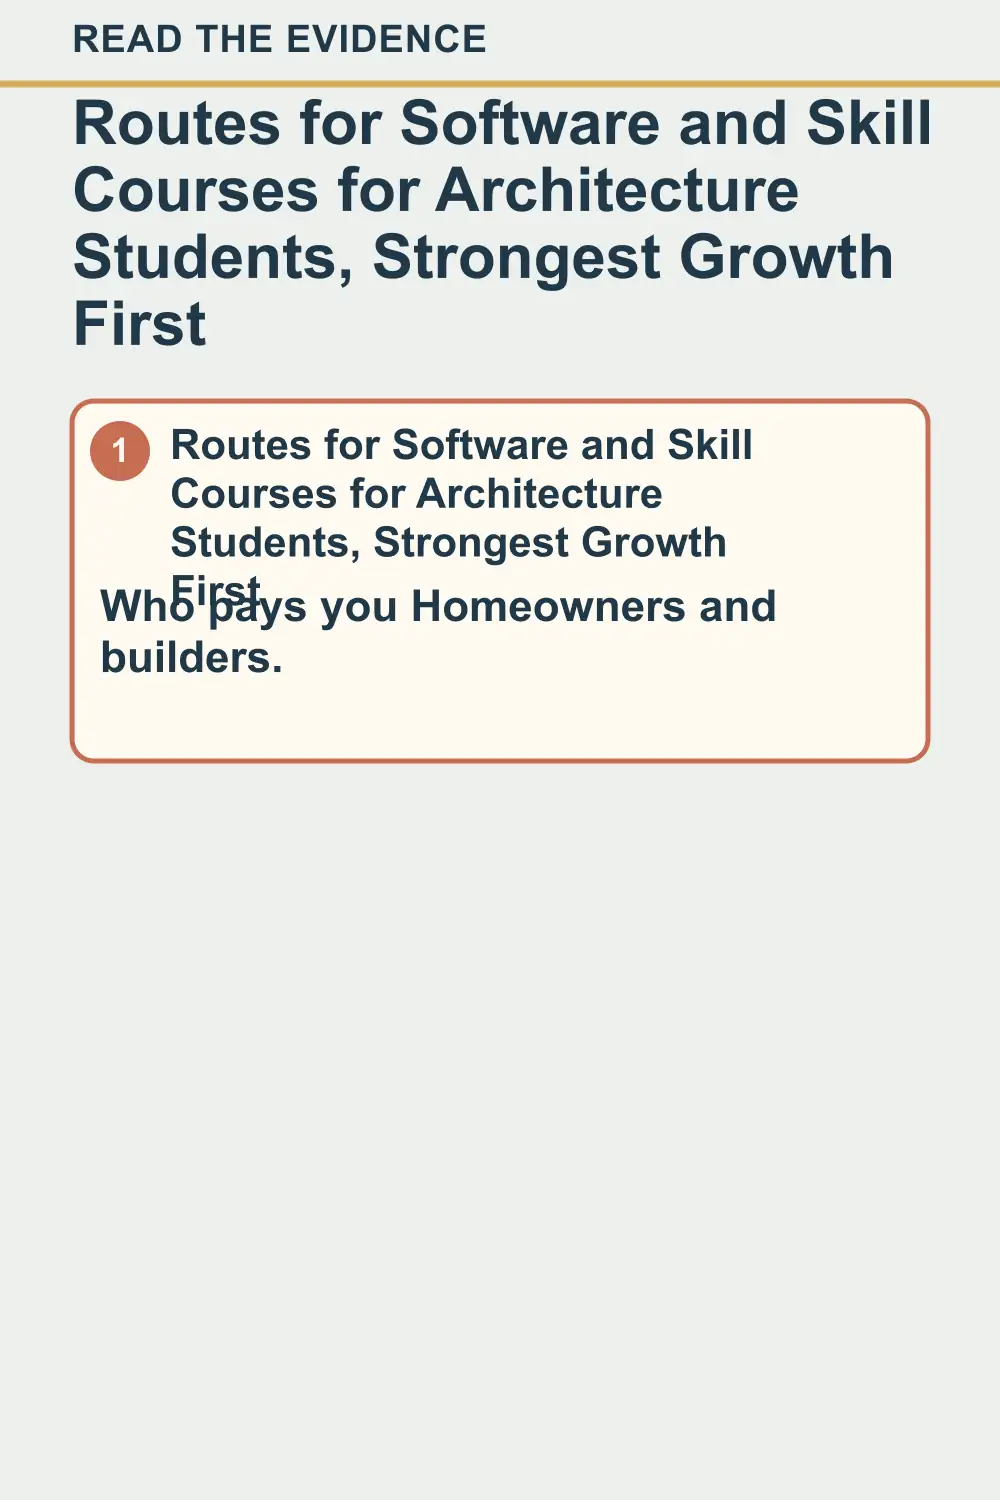 READ THE EVIDENCE
Routes for Software and Skill
Courses for Architecture
Students, Strongest Growth
First
1
Routes for Software and Skill
Courses for Architecture
Students, Strongest Growth
First
Who pays you Homeowners and
builders.